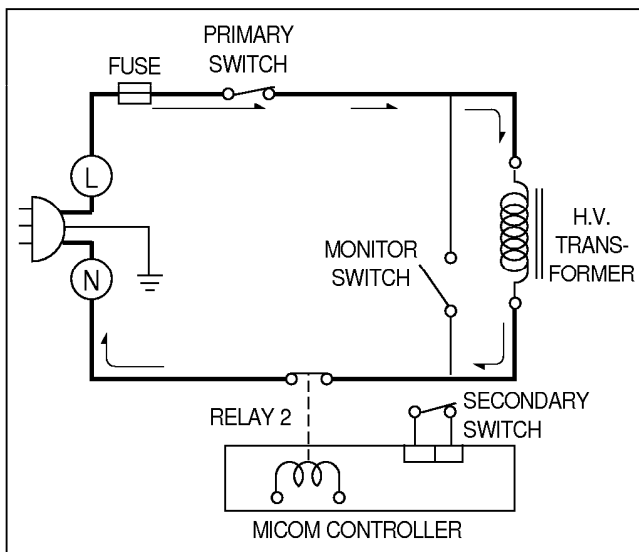 PRIMARY
SWITCH
FUSE
L
H.V.
TRANS-
FORMER
MONITOR
SWITCH
N
RELAY 2
SECONDARY
SWITCH
MICOM CONTROLLER